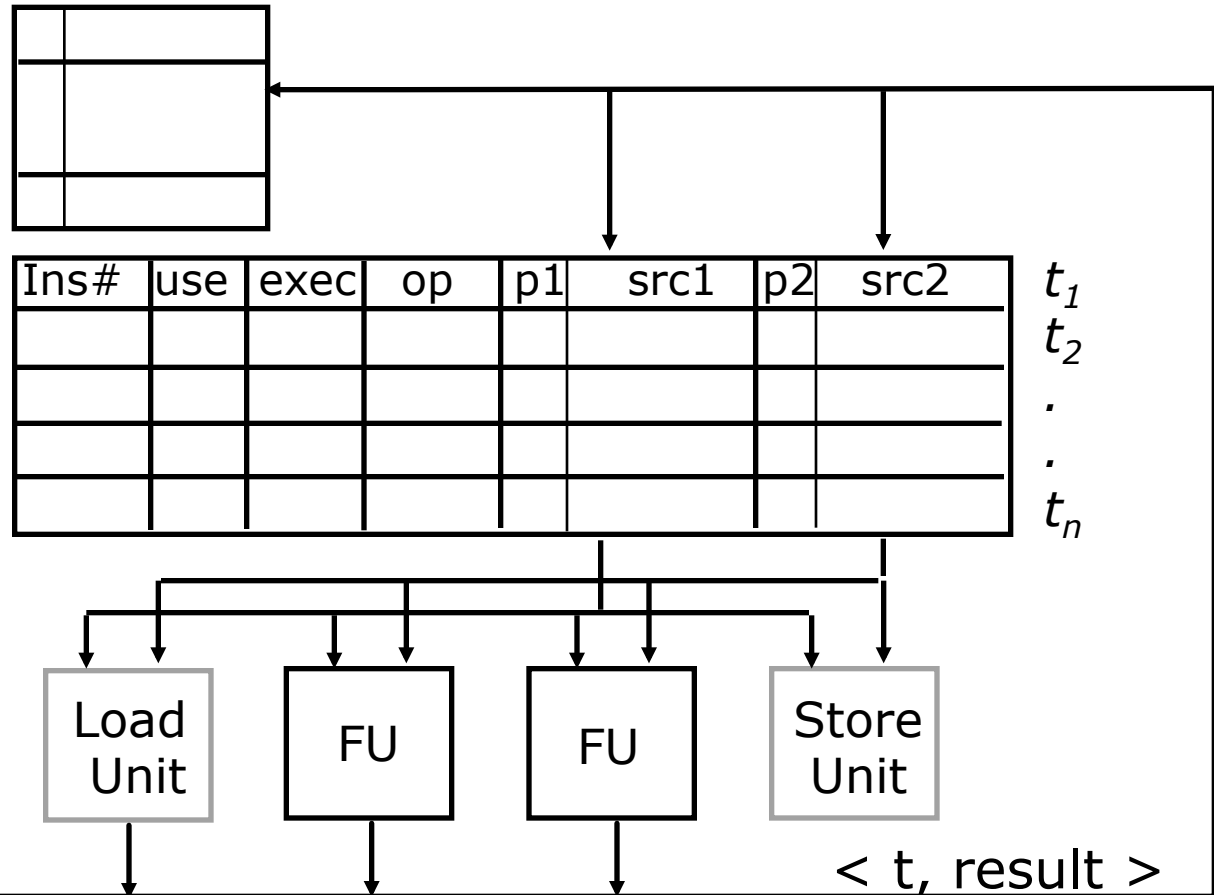 Ins# use exec op p1 src1 p2 src2 t₁
t₂
.
.
tₙ
Load Unit
FU
FU
Store Unit
< t, result >